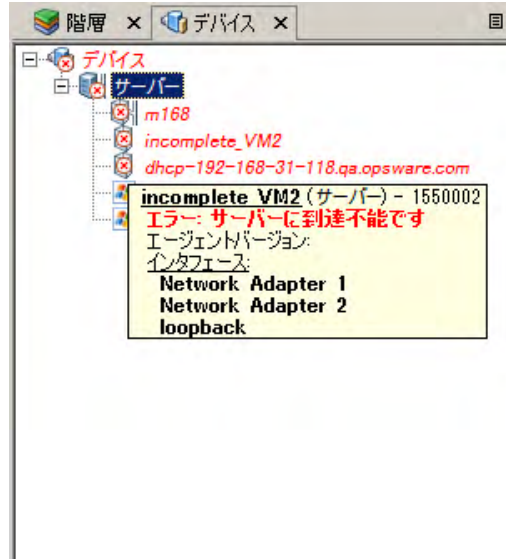 階層
デバイス
デバイス
サーバー
m168
incomplete_VM2
dhcp-192-168-31-118.qa.opsware.com
incomplete VM2 (サーバー) - 1550002
エラー: サーバーに到達不能です
エージェントバージョン:
インタフェース:
Network Adapter 1
Network Adapter 2
loopback